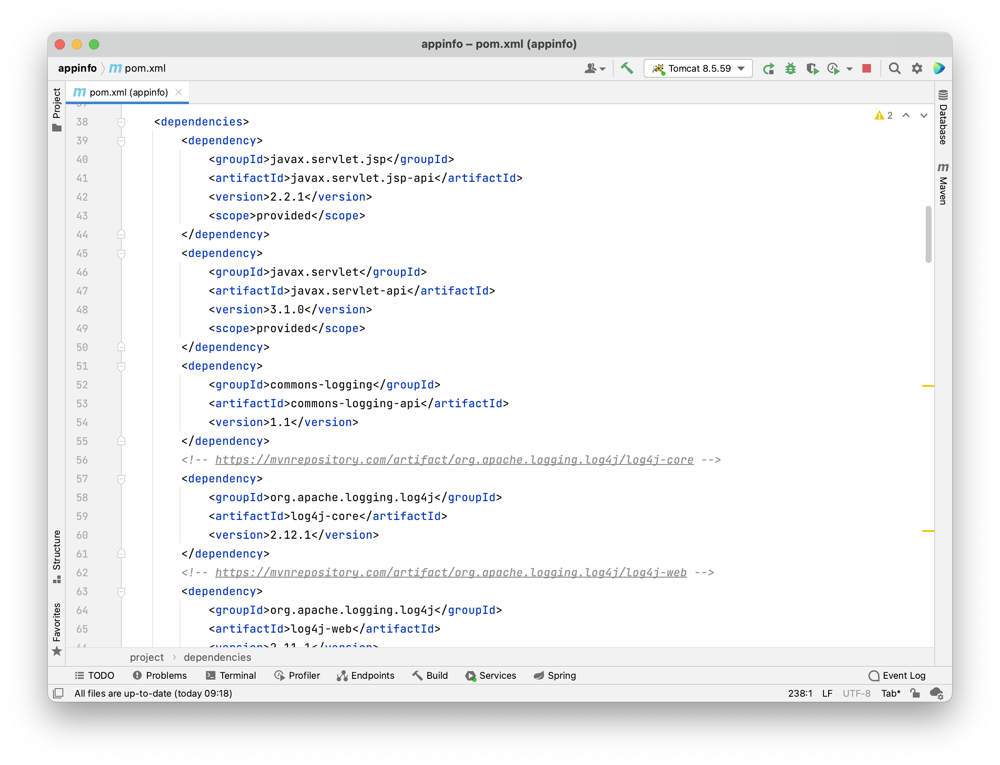 appinfo – pom.xml (appinfo)
appinfo pom.xml
Tomcat 8.5.59
pom.xml (appinfo)
Project
Database
Maven
Structure
Favorites
2
38 <dependencies>
39 <dependency>
40 <groupId>javax.servlet.jsp</groupId>
41 <artifactId>javax.servlet.jsp-api</artifactId>
42 <version>2.2.1</version>
43 <scope>provided</scope>
44 </dependency>
45 <dependency>
46 <groupId>javax.servlet</groupId>
47 <artifactId>javax.servlet-api</artifactId>
48 <version>3.1.0</version>
49 <scope>provided</scope>
50 </dependency>
51 <dependency>
52 <groupId>commons-logging</groupId>
53 <artifactId>commons-logging-api</artifactId>
54 <version>1.1</version>
55 </dependency>
56 <!-- https://mvnrepository.com/artifact/org.apache.logging.log4j/log4j-core -->
57 <dependency>
58 <groupId>org.apache.logging.log4j</groupId>
59 <artifactId>log4j-core</artifactId>
60 <version>2.12.1</version>
61 </dependency>
62 <!-- https://mvnrepository.com/artifact/org.apache.logging.log4j/log4j-web -->
63 <dependency>
64 <groupId>org.apache.logging.log4j</groupId>
65 <artifactId>log4j-web</artifactId>
66 <version>2.11.1</version>
project › dependencies
TODO Problems Terminal Profiler Endpoints Build Services Spring Event Log
All files are up-to-date (today 09:18) 238:1 LF UTF-8 Tab*